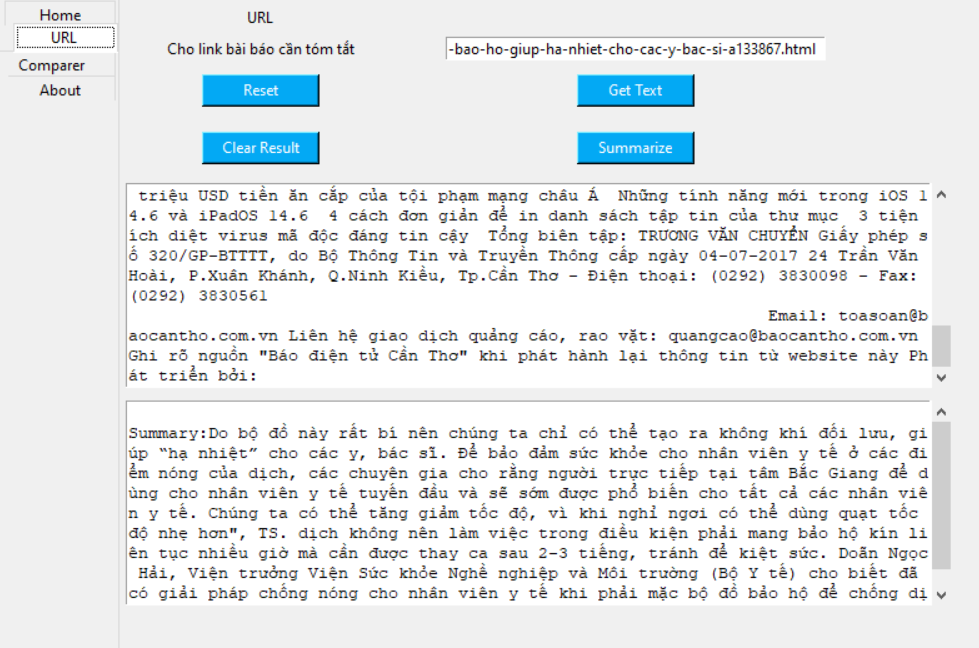 Home
URL
Comparer
About
URL
Cho link bài báo cần tóm tắt
-bao-ho-giup-ha-nhiet-cho-cac-y-bac-si-a133867.html
Reset
Get Text
Clear Result
Summarize
triệu USD tiền ăn cắp của tội phạm mạng châu Á  Những tính năng mới trong iOS 1
4.6 và iPadOS 14.6  4 cách đơn giản để in danh sách tập tin của thư mục  3 tiện
ích diệt virus mã độc đáng tin cậy  Tổng biên tập: TRƯƠNG VĂN CHUYỂN Giấy phép s
ố 320/GP-BTTTT, do Bộ Thông Tin và Truyền Thông cấp ngày 04-07-2017 24 Trần Văn
Hoài, P.Xuân Khánh, Q.Ninh Kiều, Tp.Cần Thơ - Điện thoại: (0292) 3830098 - Fax:
(0292) 3830561
Email: toasoan@b
aocantho.com.vn Liên hệ giao dịch quảng cáo, rao vặt: quangcao@baocantho.com.vn
Ghi rõ nguồn "Báo điện tử Cần Thơ" khi phát hành lại thông tin từ website này Ph
át triển bởi:
Summary:Do bộ đồ này rất bí nên chúng ta chỉ có thể tạo ra không khí đối lưu, gi
úp “hạ nhiệt” cho các y, bác sĩ. Để bảo đảm sức khỏe cho nhân viên y tế ở các đi
ểm nóng của dịch, các chuyên gia cho rằng người trực tiếp tại tâm Bắc Giang để d
ùng cho nhân viên y tế tuyến đầu và sẽ sớm được phổ biến cho tất cả các nhân viê
n y tế. Chúng ta có thể tăng giảm tốc độ, vì khi nghỉ ngơi có thể dùng quạt tốc
độ nhẹ hơn", TS. dịch không nên làm việc trong điều kiện phải mang bảo hộ kín li
ên tục nhiều giờ mà cần được thay ca sau 2-3 tiếng, tránh để kiệt sức. Doãn Ngọc
Hải, Viện trưởng Viện Sức khỏe Nghề nghiệp và Môi trường (Bộ Y tế) cho biết đã
có giải pháp chống nóng cho nhân viên y tế khi phải mặc bộ đồ bảo hộ để chống dị